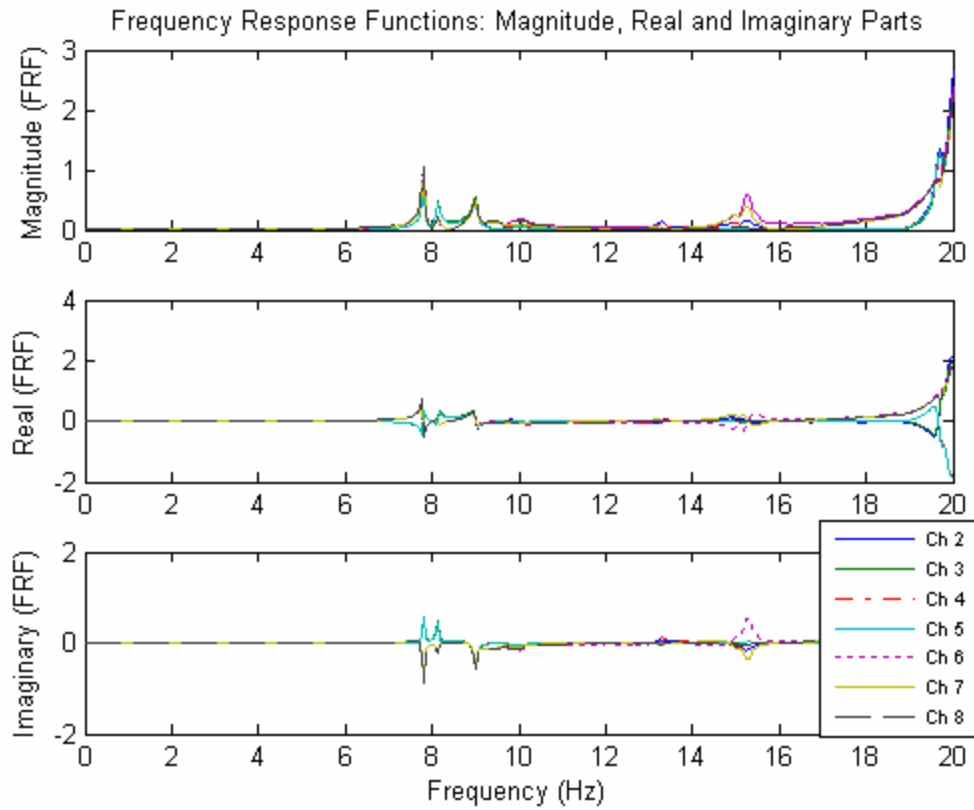 Frequency Response Functions: Magnitude, Real and Imaginary Parts
Magnitude (FRF)
3
2
1
0
0 2 4 6 8 10 12 14 16 18 20
Real (FRF)
4
2
0
-2
0 2 4 6 8 10 12 14 16 18 20
Imaginary (FRF)
2
0
-2
0 2 4 6 8 10 12 14 16 18 20
Frequency (Hz)
Ch 2
Ch 3
Ch 4
Ch 5
Ch 6
Ch 7
Ch 8